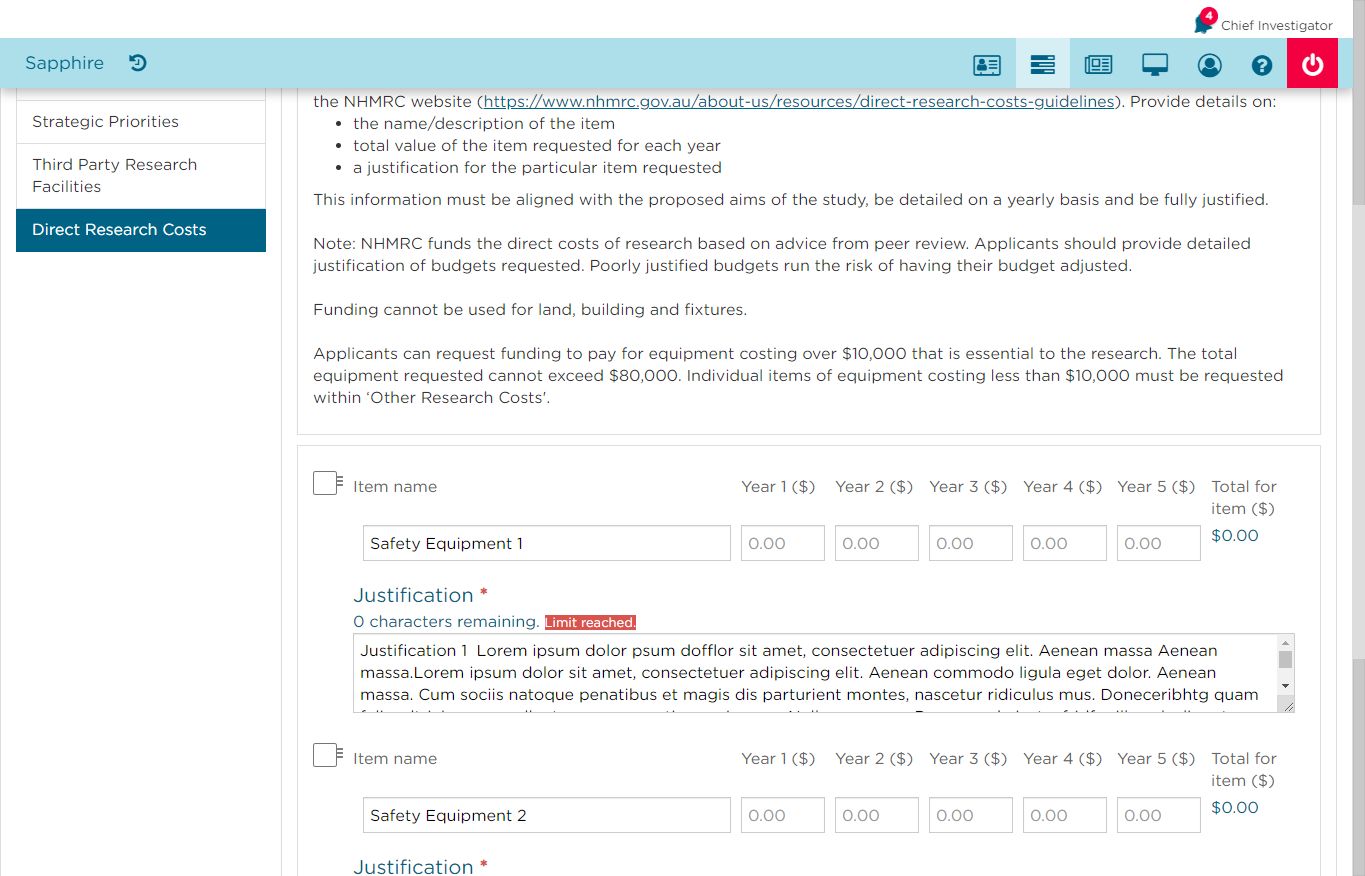 4
Chief Investigator
Sapphire
Strategic Priorities
Third Party Research
Facilities
Direct Research Costs
the NHMRC website (https://www.nhmrc.gov.au/about-us/resources/direct-research-costs-guidelines). Provide details on:
• the name/description of the item
• total value of the item requested for each year
• a justification for the particular item requested
This information must be aligned with the proposed aims of the study, be detailed on a yearly basis and be fully justified.
Note: NHMRC funds the direct costs of research based on advice from peer review. Applicants should provide detailed
justification of budgets requested. Poorly justified budgets run the risk of having their budget adjusted.
Funding cannot be used for land, building and fixtures.
Applicants can request funding to pay for equipment costing over $10,000 that is essential to the research. The total
equipment requested cannot exceed $80,000. Individual items of equipment costing less than $10,000 must be requested
within ‘Other Research Costs’.
Item name Year 1 ($) Year 2 ($) Year 3 ($) Year 4 ($) Year 5 ($) Total for
item ($)
Safety Equipment 1 0.00 0.00 0.00 0.00 0.00 $0.00
Justification *
0 characters remaining. Limit reached.
Justification 1 Lorem ipsum dolor psum dofflor sit amet, consectetuer adipiscing elit. Aenean massa Aenean
massa.Lorem ipsum dolor sit amet, consectetuer adipiscing elit. Aenean commodo ligula eget dolor. Aenean
massa. Cum sociis natoque penatibus et magis dis parturient montes, nascetur ridiculus mus. Doneceribhtg quam
Item name Year 1 ($) Year 2 ($) Year 3 ($) Year 4 ($) Year 5 ($) Total for
item ($)
Safety Equipment 2 0.00 0.00 0.00 0.00 0.00 $0.00
Justification *